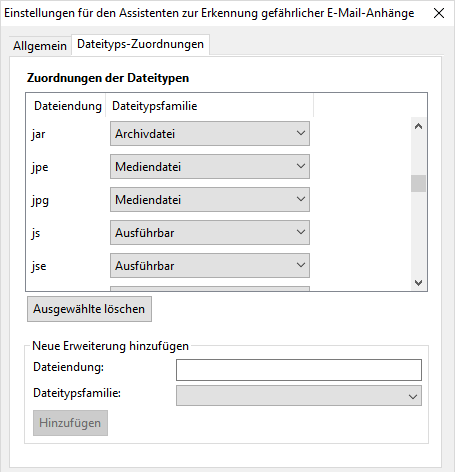 Einstellungen für den Assistenten zur Erkennung gefährlicher E-Mail-Anhänge
Allgemein Dateityps-Zuordnungen
Zuordnungen der Dateitypen
Dateiendung Dateitypsfamilie
jar Archivdatei
jpe Mediendatei
jpg Mediendatei
js Ausführbar
jse Ausführbar
Ausgewählte löschen
Neue Erweiterung hinzufügen
Dateiendung:
Dateitypsfamilie:
Hinzufügen